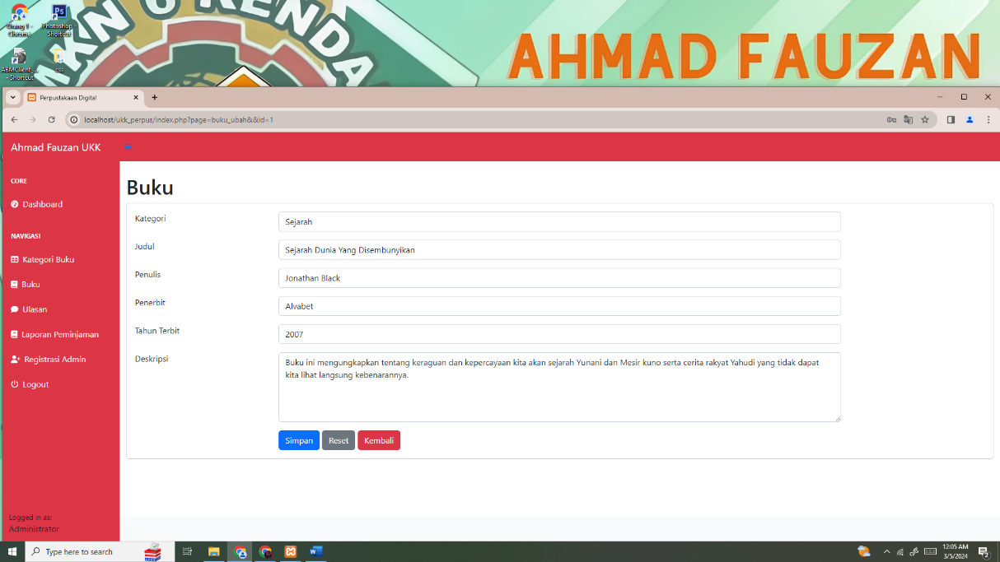 Orang 1 - Chrome
Photoshop - Shortcut
ABMClient_... - Shortcut
css
AHMAD FAUZAN
Perpustakaan Digital
localhost/ukk_perpus/index.php?page=buku_ubah&&id=1
Ahmad Fauzan UKK
CORE
Dashboard
NAVIGASI
Kategori Buku
Buku
Ulasan
Laporan Peminjaman
Registrasi Admin
Logout
Logged in as:
Administrator
Buku
Kategori
Sejarah
Judul
Sejarah Dunia Yang Disembunyikan
Penulis
Jonathan Black
Penerbit
Alvabet
Tahun Terbit
2007
Deskripsi
Buku ini mengungkapkan tentang keraguan dan kepercayaan kita akan sejarah Yunani dan Mesir kuno serta cerita rakyat Yahudi yang tidak dapat
kita lihat langsung kebenarannya.
Simpan Reset Kembali
Type here to search
12:05 AM
3/5/2024
2